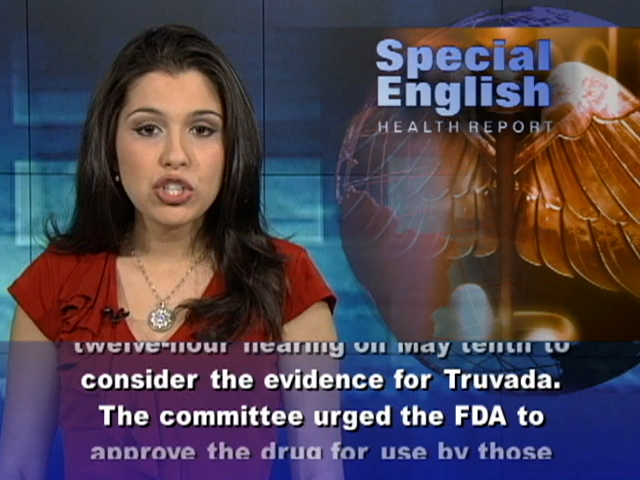 Special
English
HEALTH REPORT
twelve-hour hearing on May tenth to
consider the evidence for Truvada.
The committee urged the FDA to
approve the drug for use by those